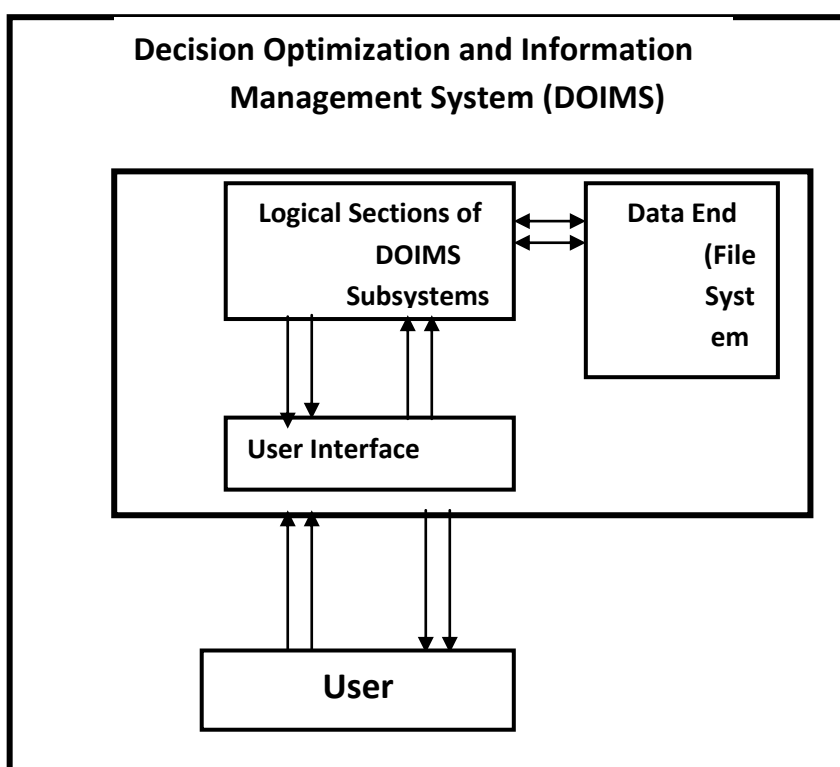 Decision Optimization and Information
Management System (DOIMS)
Logical Sections of
DOIMS
Subsystems
Data End
(File
Syst
em
User Interface
User